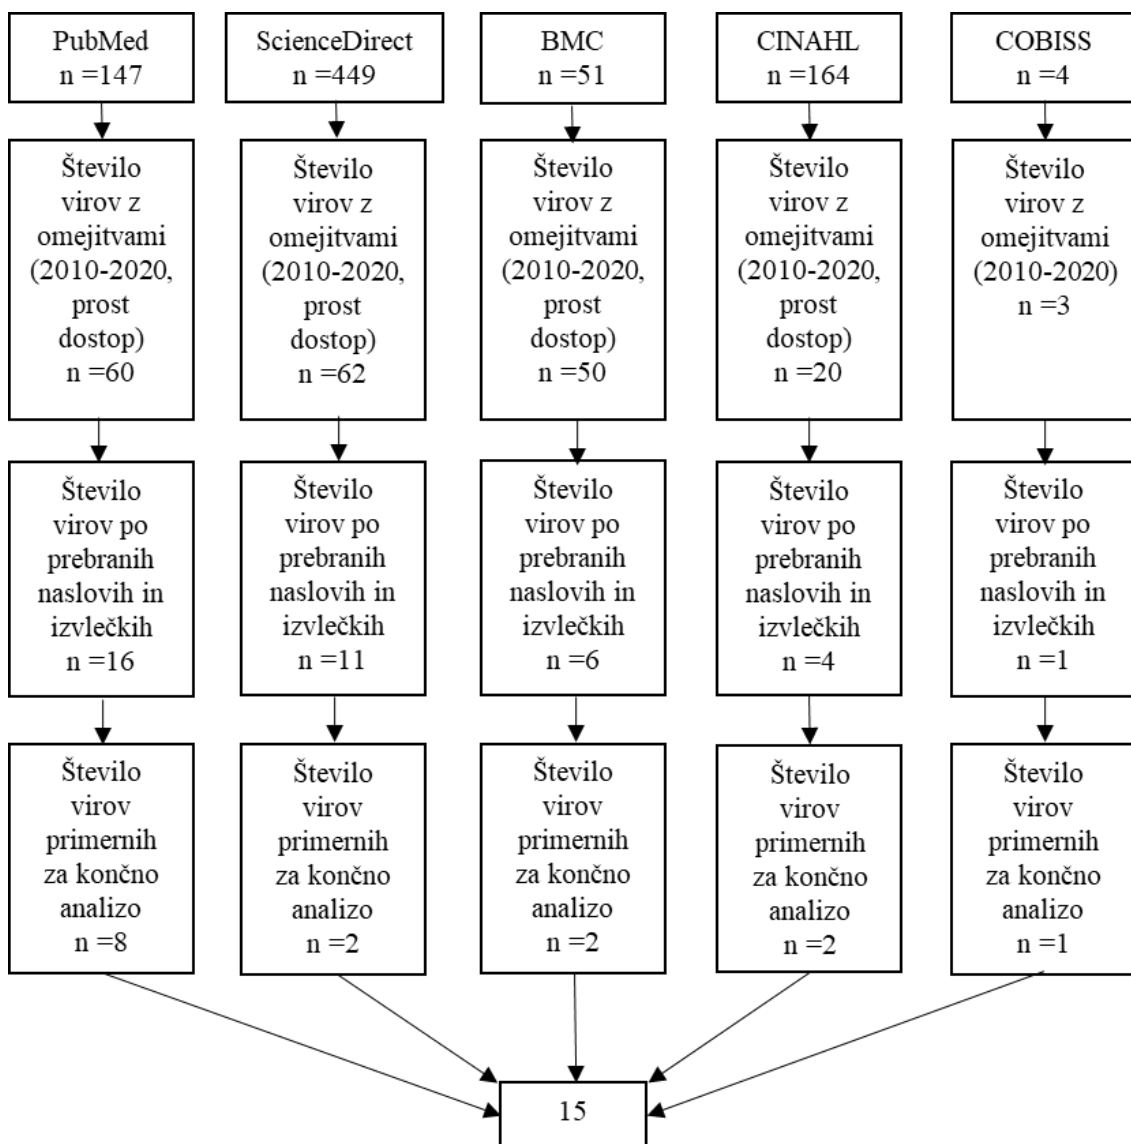 PubMed
n =147
ScienceDirect
n =449
BMC
n =51
CINAHL
n =164
COBISS
n =4
Število
virov z
omejitvami
(2010-2020,
prost
dostop)
n =60
Število
virov z
omejitvami
(2010-2020,
prost
dostop)
n =62
Število
virov z
omejitvami
(2010-2020,
prost
dostop)
n =50
Število
virov z
omejitvami
(2010-2020,
prost
dostop)
n =20
Število
virov z
omejitvami
(2010-2020)
n =3
Število
virov po
prebranih
naslovih in
izvlečkih
n =16
Število
virov po
prebranih
naslovih in
izvlečkih
n =11
Število
virov po
prebranih
naslovih in
izvlečkih
n =6
Število
virov po
prebranih
naslovih in
izvlečkih
n =4
Število
virov po
prebranih
naslovih in
izvlečkih
n =1
Število
virov
primernih
za končno
analizo
n =8
Število
virov
primernih
za končno
analizo
n =2
Število
virov
primernih
za končno
analizo
n =2
Število
virov
primernih
za končno
analizo
n =2
Število
virov
primernih
za končno
analizo
n =1
15